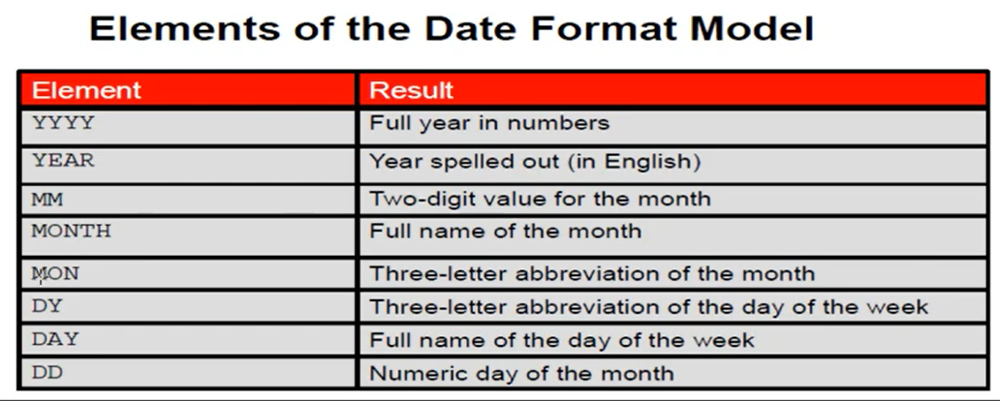 Elements of the Date Format Model
Element Result
YYYY Full year in numbers
YEAR Year spelled out (in English)
MM Two-digit value for the month
MONTH Full name of the month
MON Three-letter abbreviation of the month
DY Three-letter abbreviation of the day of the week
DAY Full name of the day of the week
DD Numeric day of the month